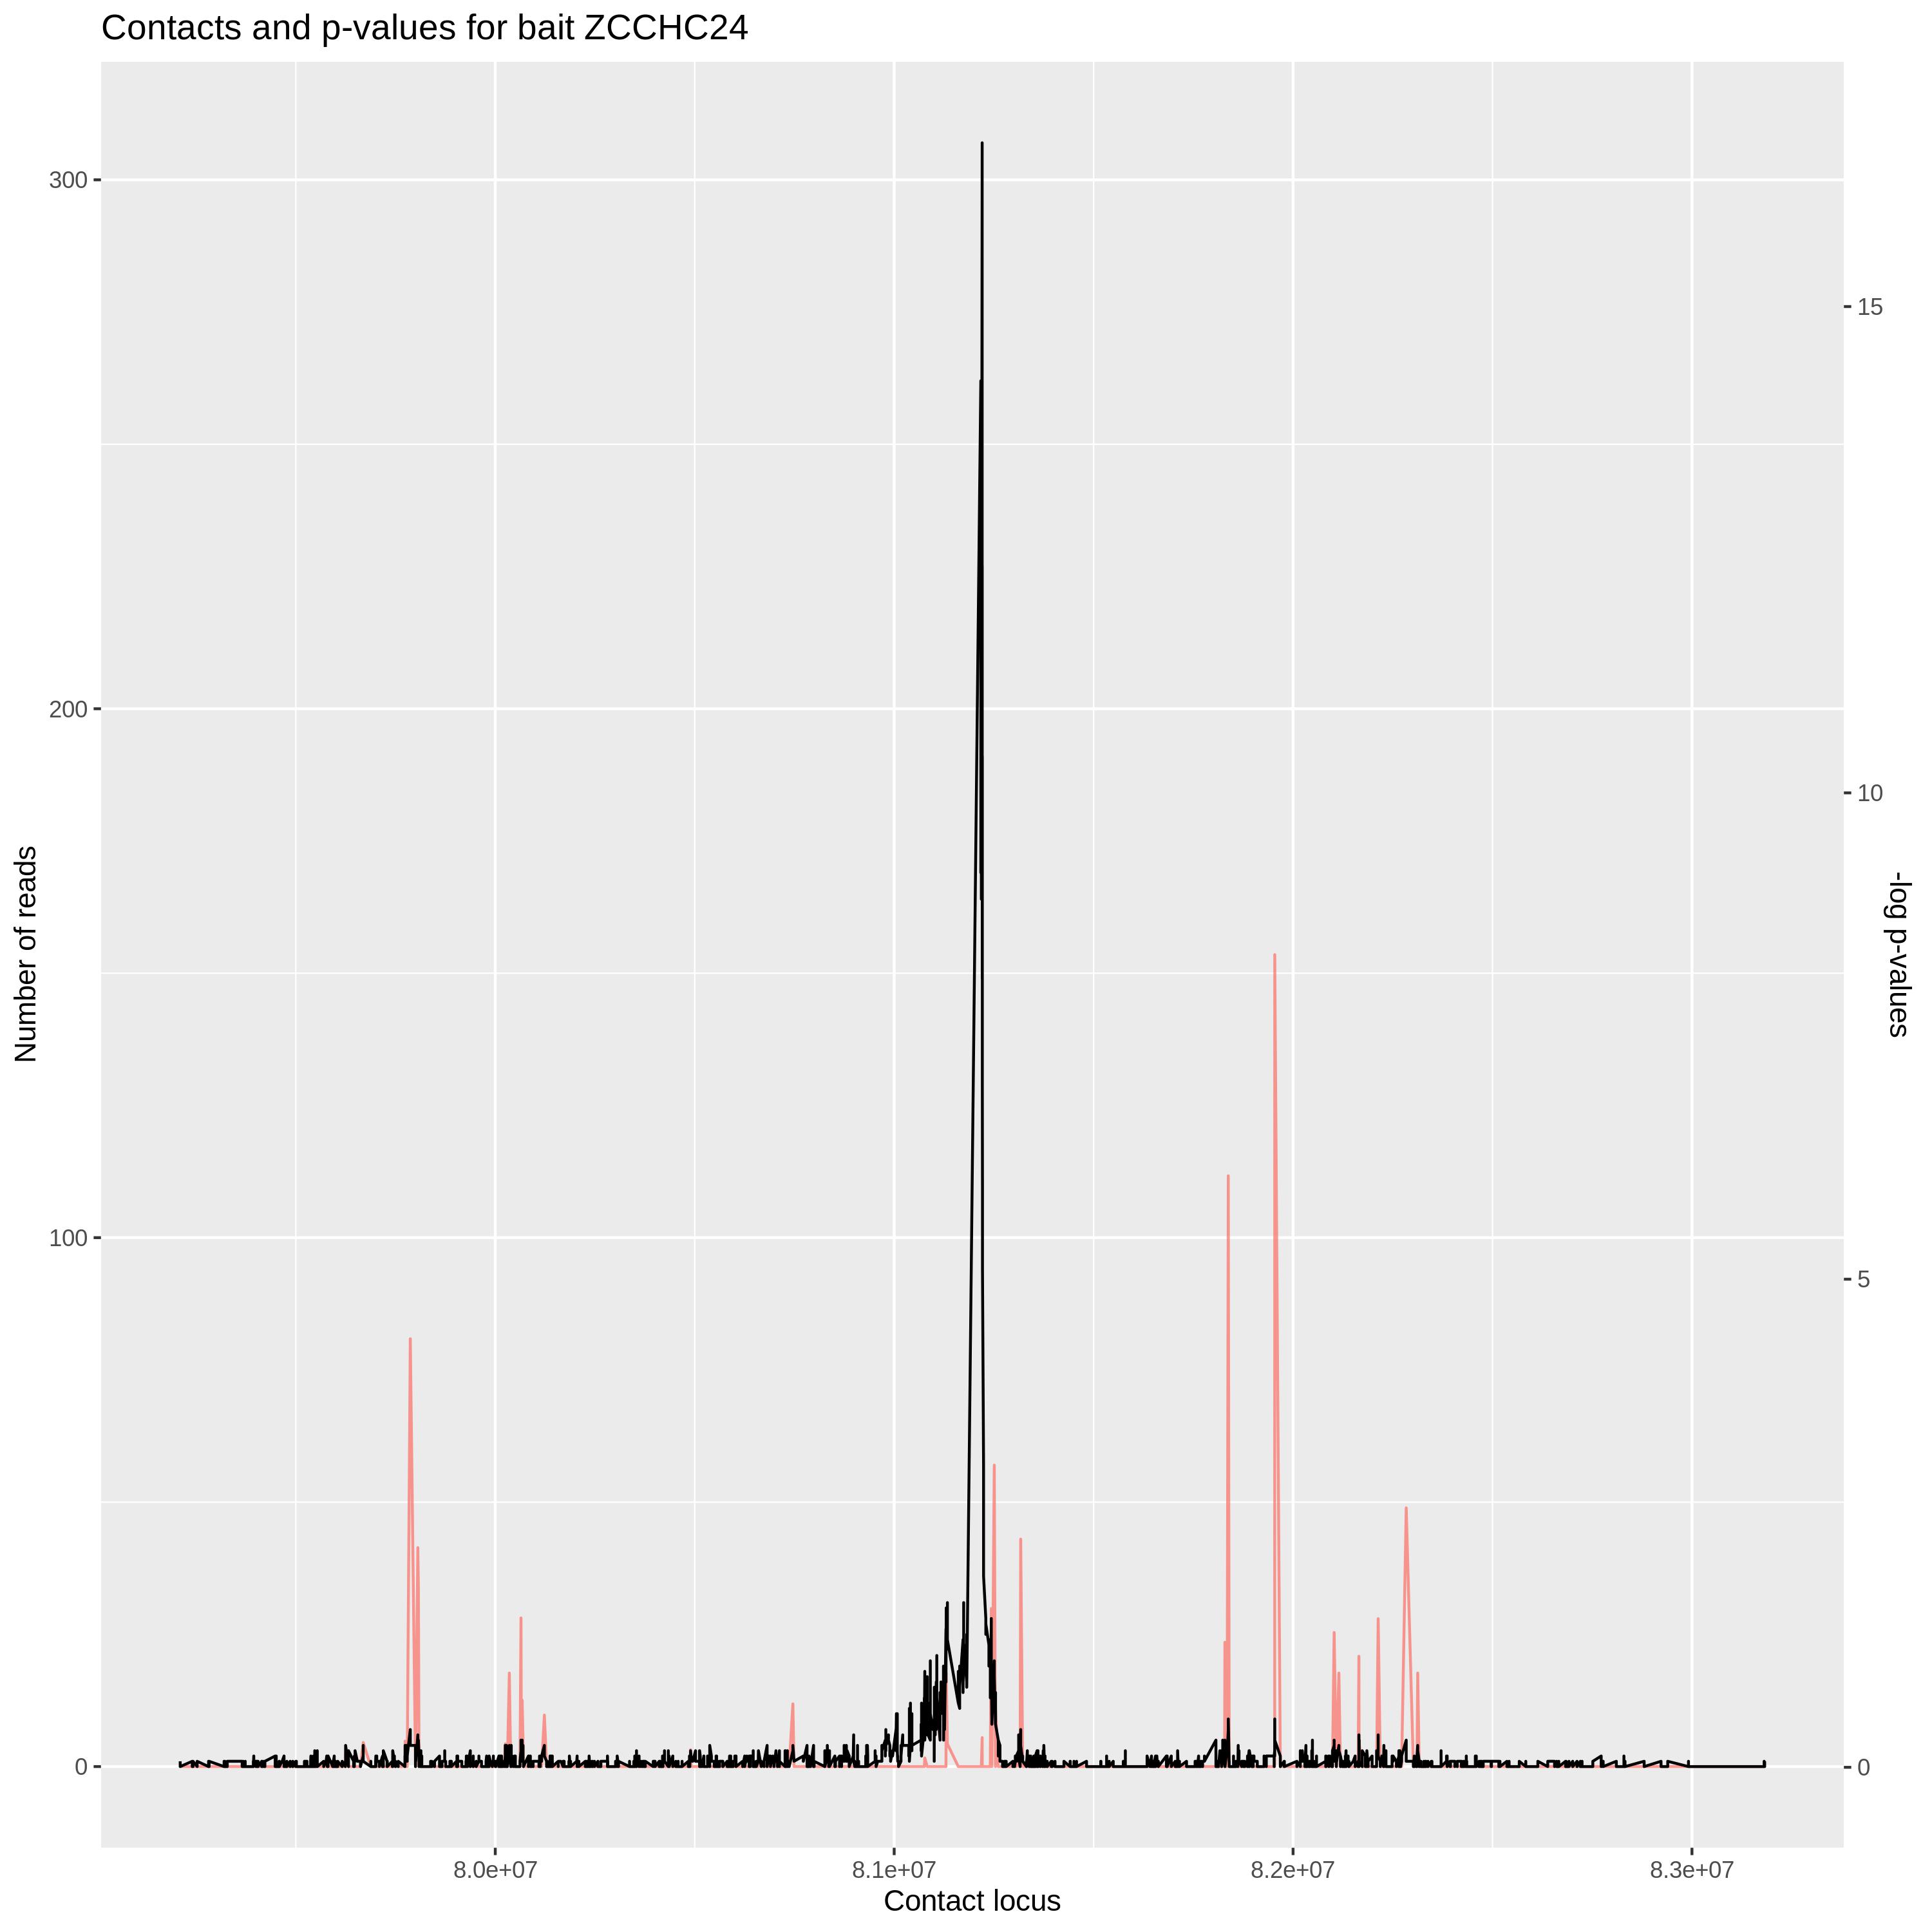 Contacts and p-values for bait ZCCHC24
300
200
100
0
Number of reads
15
10
5
0
-log p-values
8.0e+07
8.1e+07
8.2e+07
8.3e+07
Contact locus